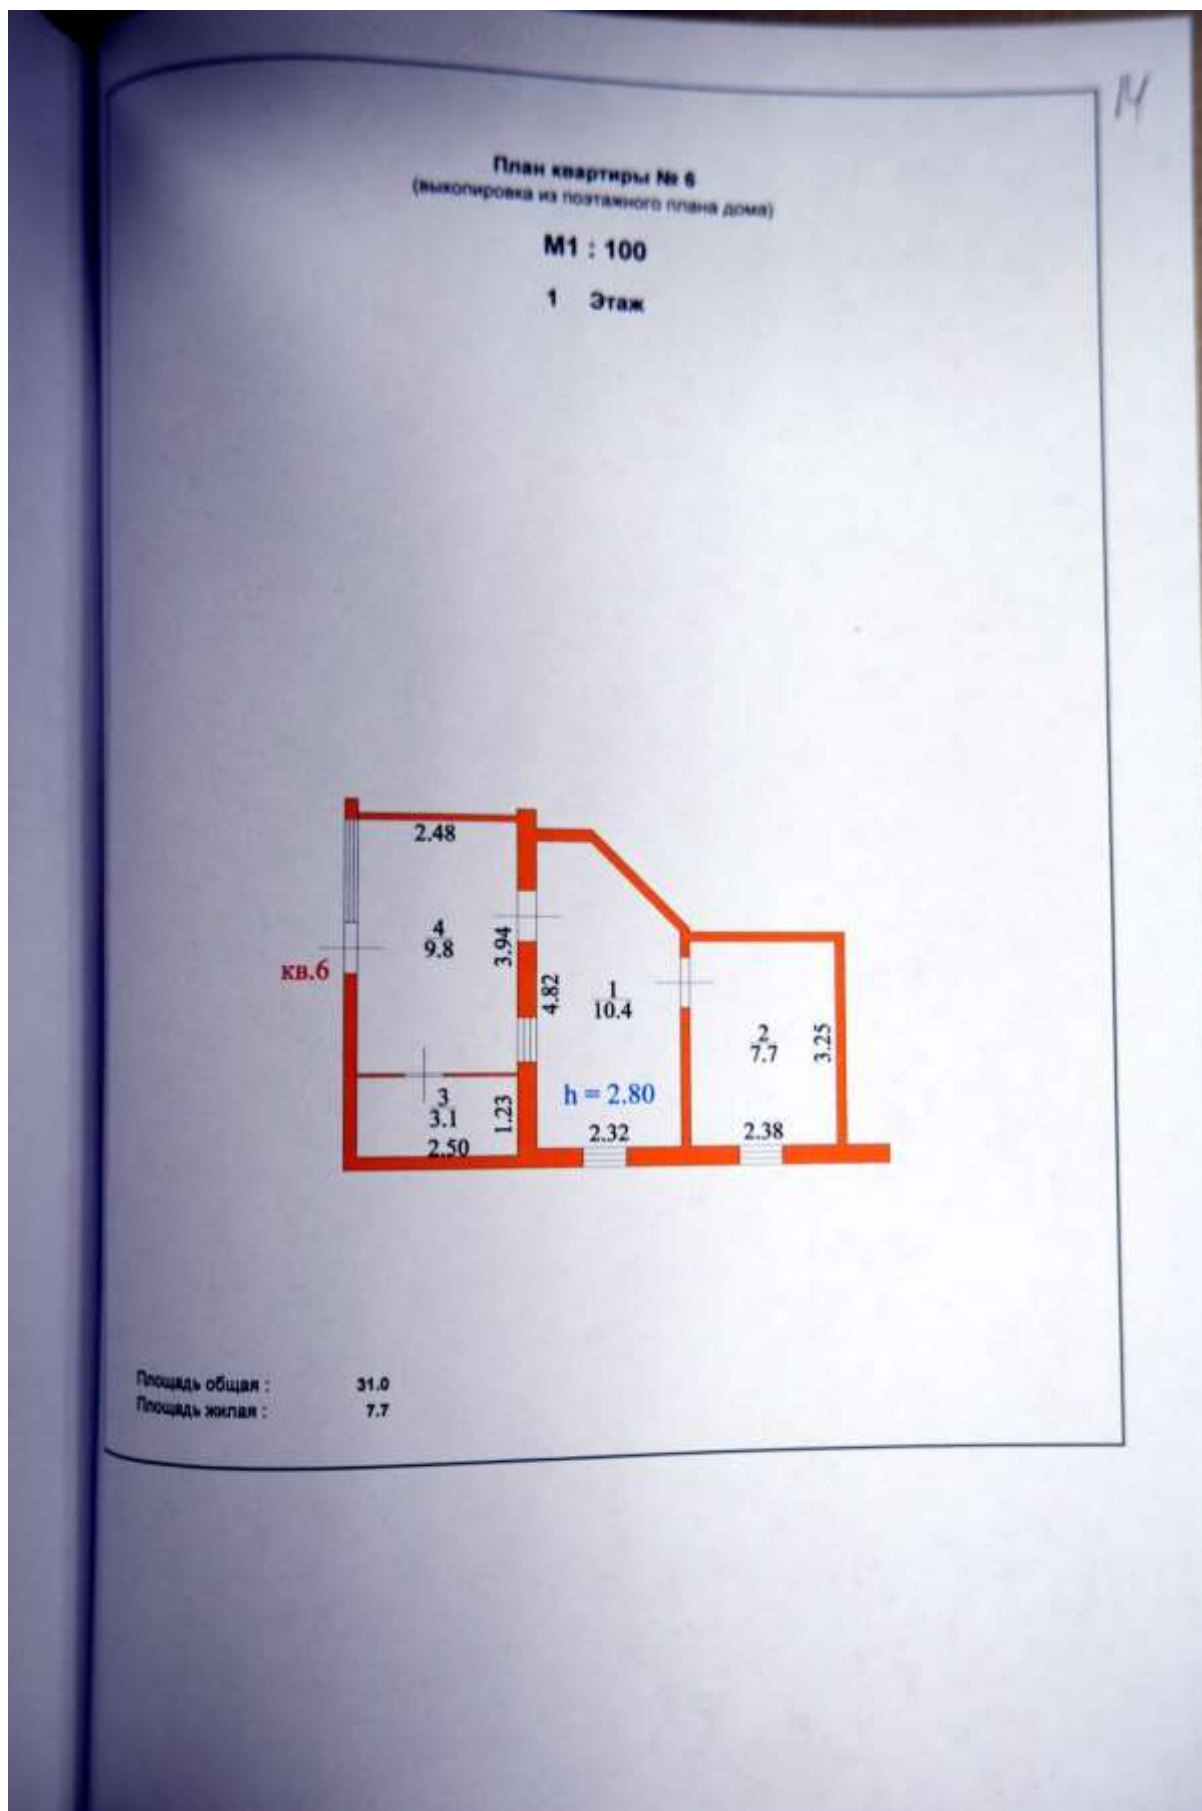 14
План квартиры № 6
(выкопировка из поэтажного плана дома)
М1 : 100
1 Этаж
2.48
4
9.8
3.94
кв.6
4.82
1
10.4
2
7.7
3.25
h = 2.80
3
3.1
1.23
2.50
2.32
2.38
Площадь общая : 31.0
Площадь жилая : 7.7